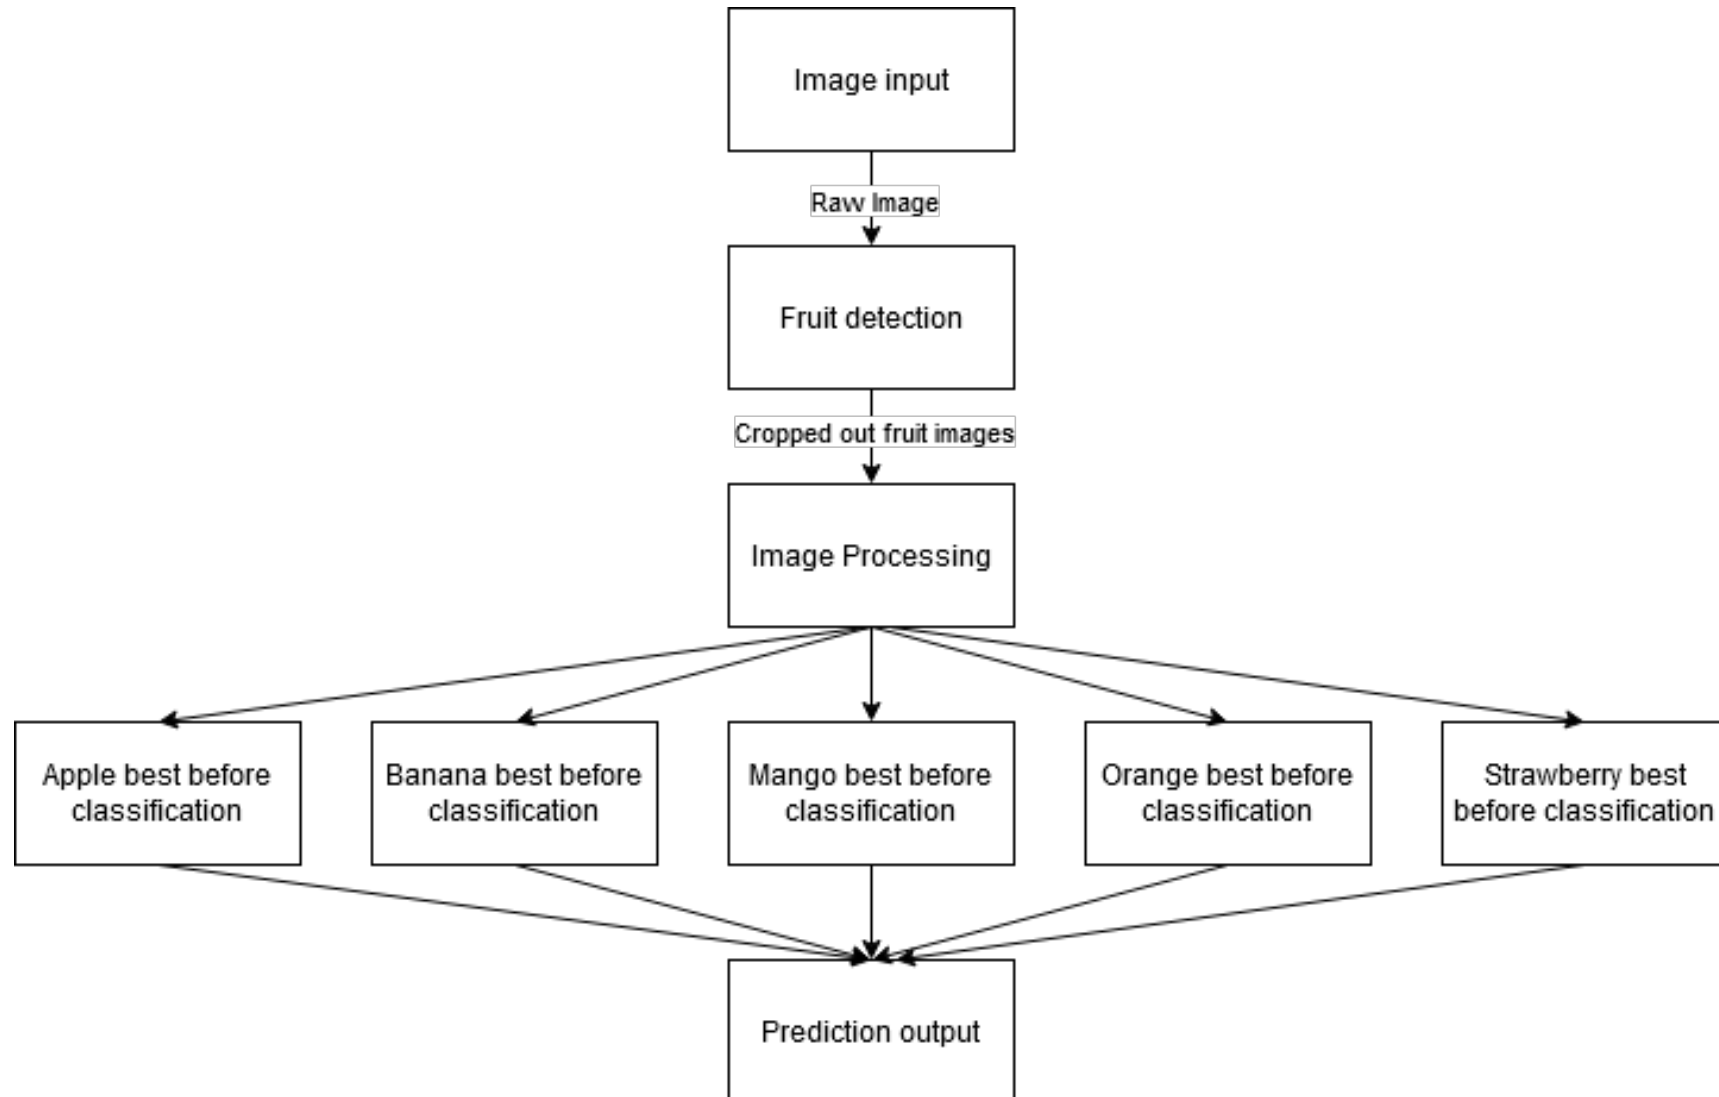 Image input
Raw Image
Fruit detection
Cropped out fruit images
Image Processing
Apple best before
classification
Banana best before
classification
Mango best before
classification
Orange best before
classification
Strawberry best
before classification
Prediction output